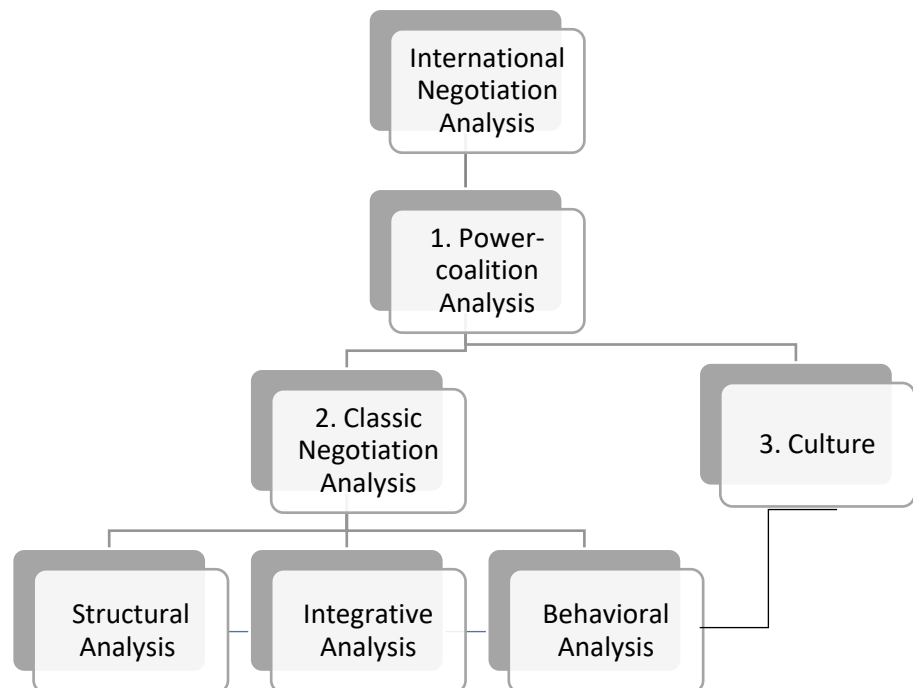 International
Negotiation
Analysis
1. Power-
coalition
Analysis
2. Classic
Negotiation
Analysis
3. Culture
Structural
Analysis
Integrative
Analysis
Behavioral
Analysis